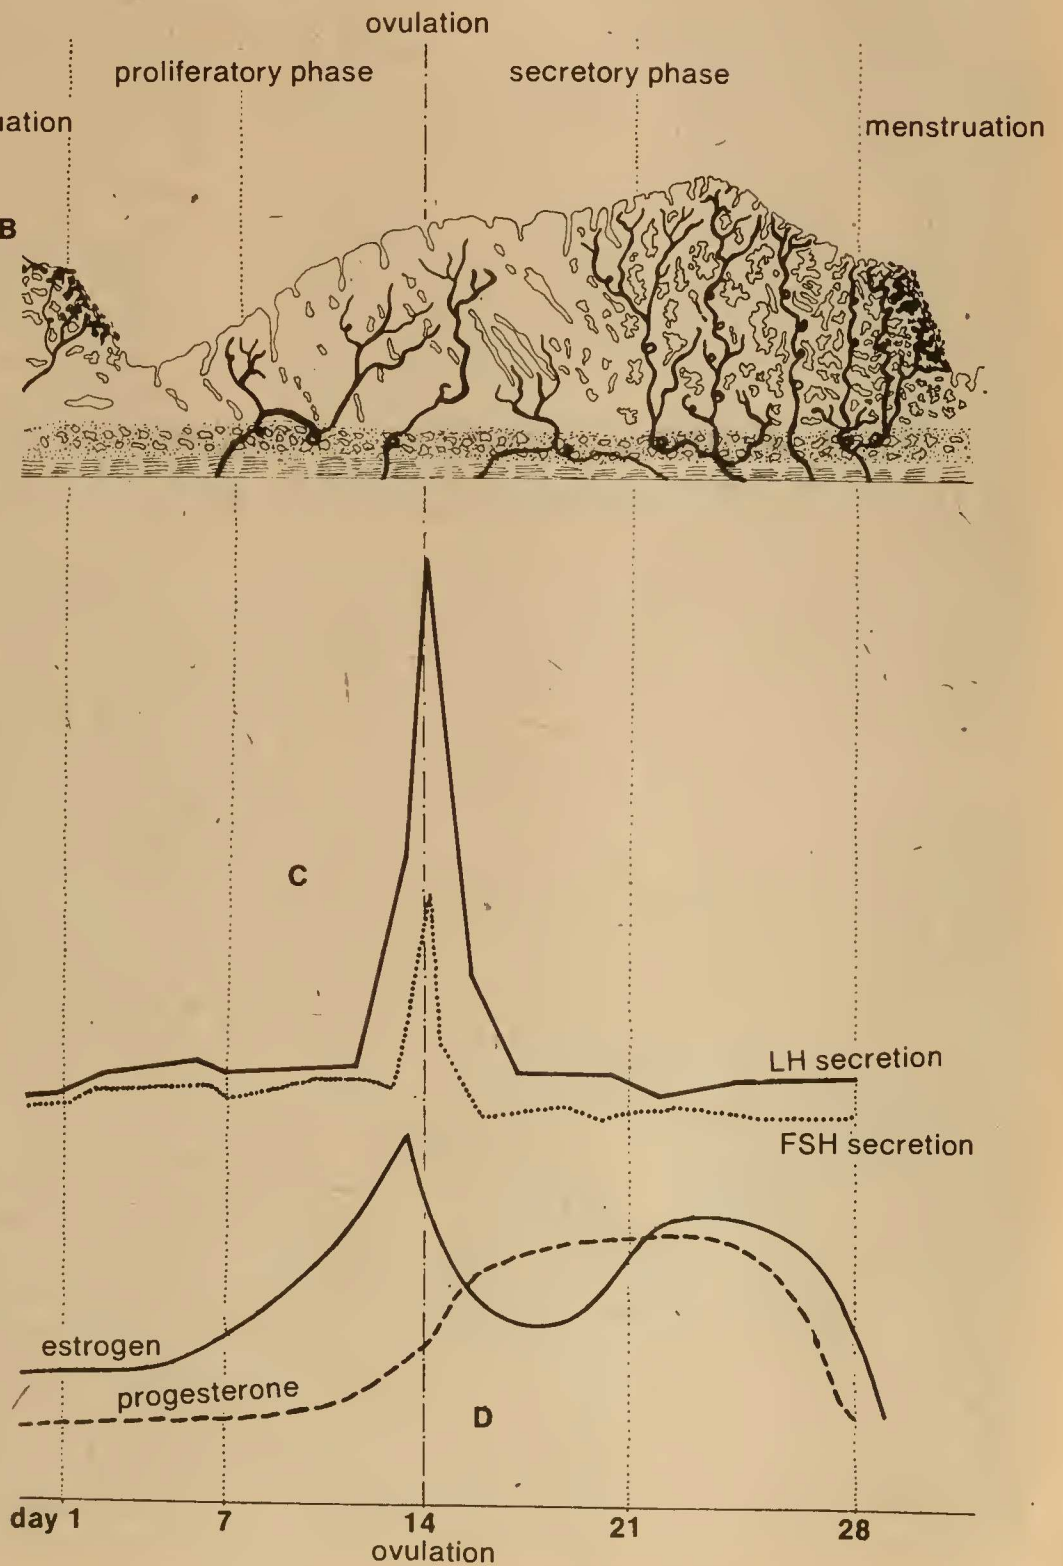 ovulation
proliferatory phase
secretory phase
menstruation
B
C
LH secretion
FSH secretion
estrogen
progesterone
D
day 1
7
14
21
28
ovulation